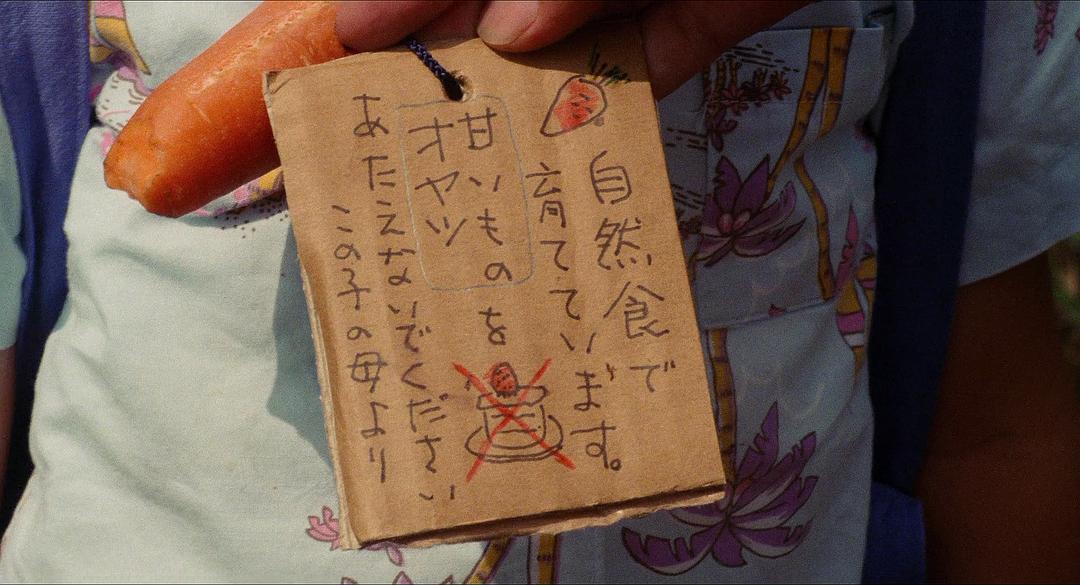 自然食で
育てています。
甘いもの
オヤツ
を
あたえないでください
この子の母より